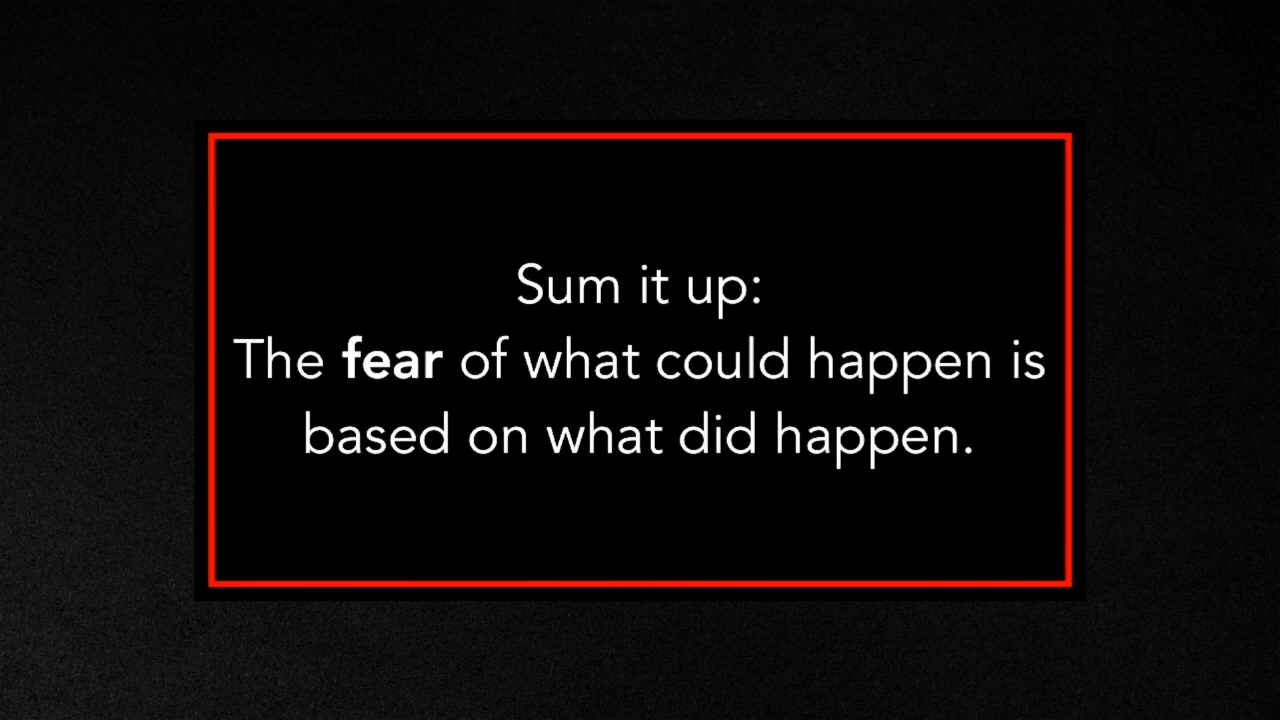 Sum it up:
The fear of what could happen is
based on what did happen.